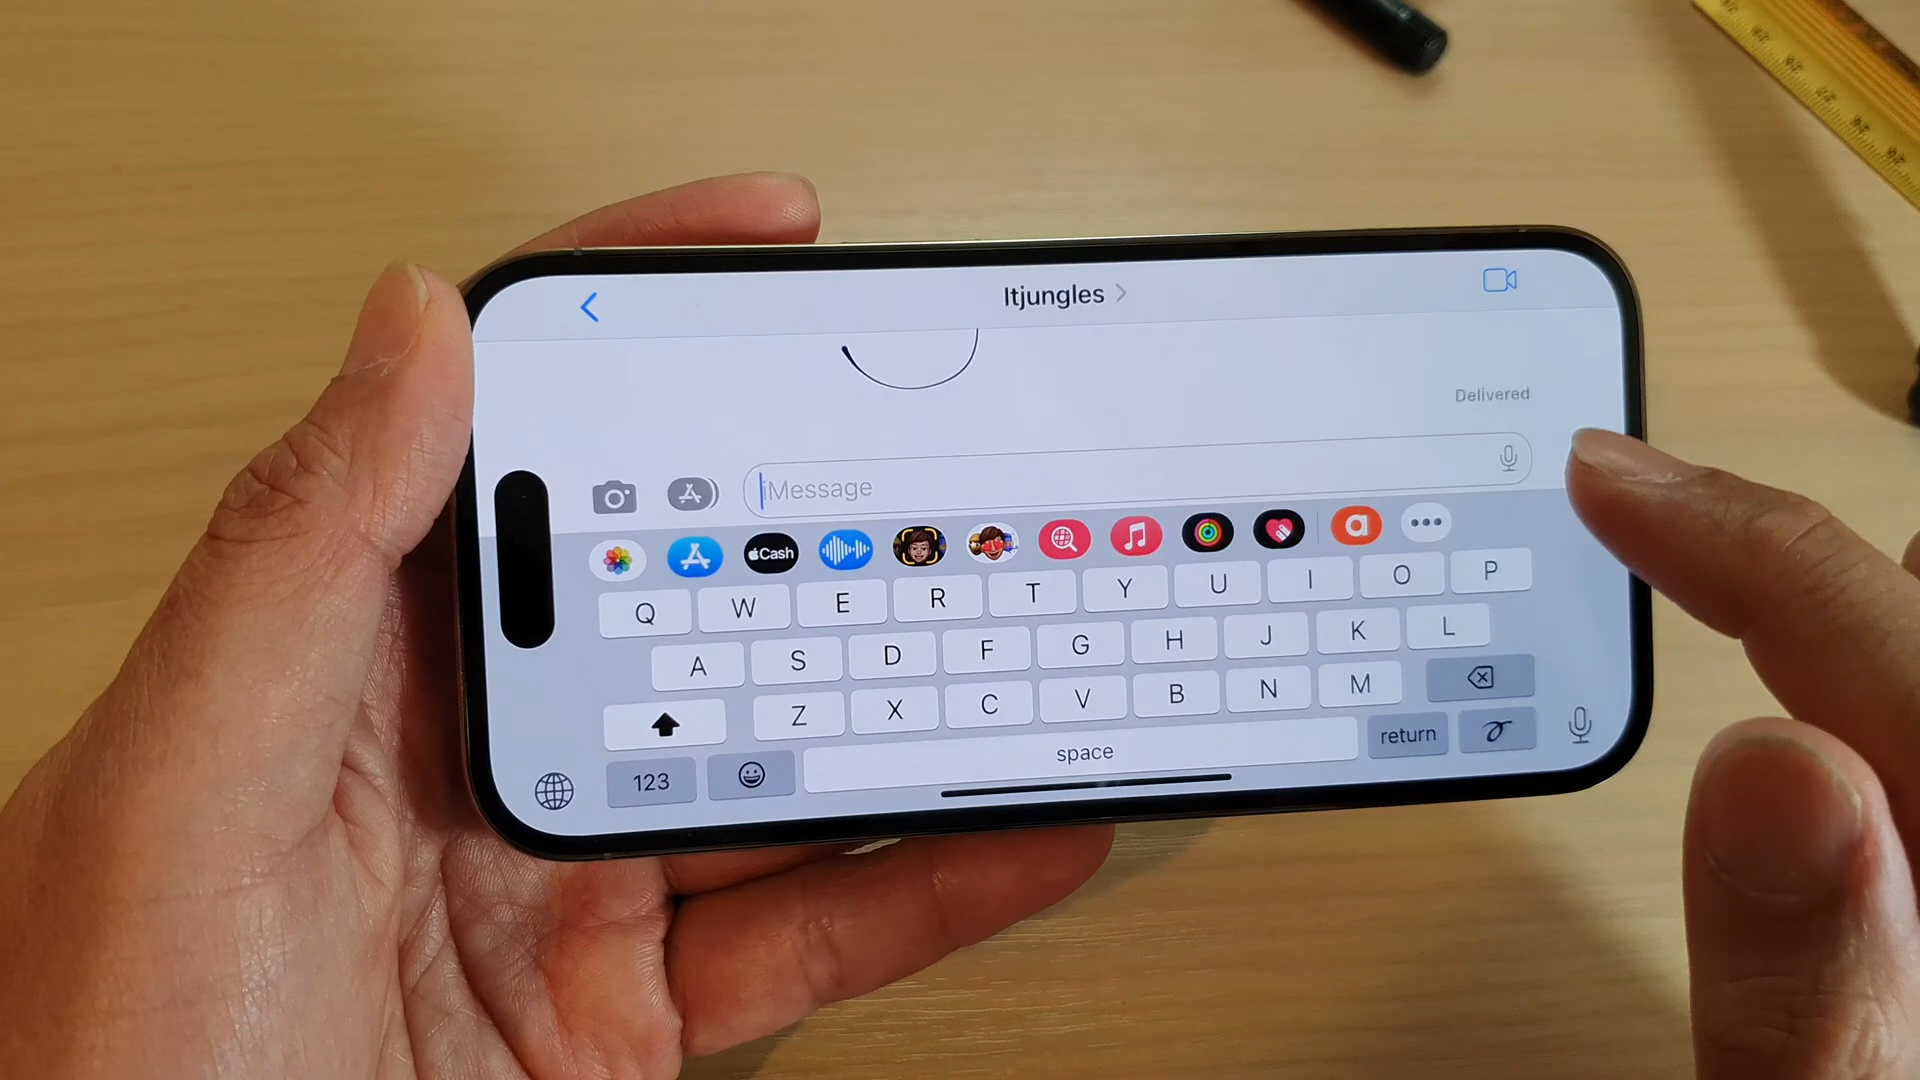 Itjungles
Delivered
iMessage
Cash
Q W E R T Y U I O P
A S D F G H J K L
Z X C V B N M
123 space return